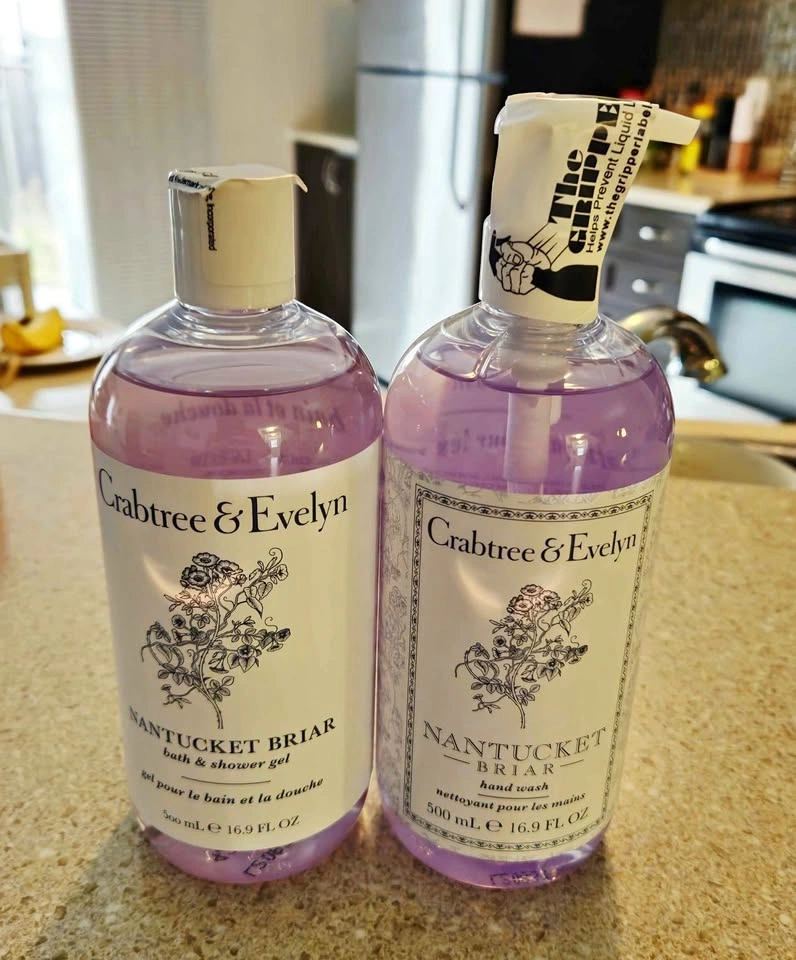 Incorporated
Crabtree & Evelyn
NANTUCKET BRIAR
bath & shower gel
gel pour le bain et la douche
500 mL ℮ 16.9 FL OZ
The
GRIPPE
Helps Prevent Liquid L
www.thegripperlabel
Crabtree & Evelyn
NANTUCKET
BRIAR
hand wash
nettoyant pour les mains
500 mL ℮ 16.9 FL OZ